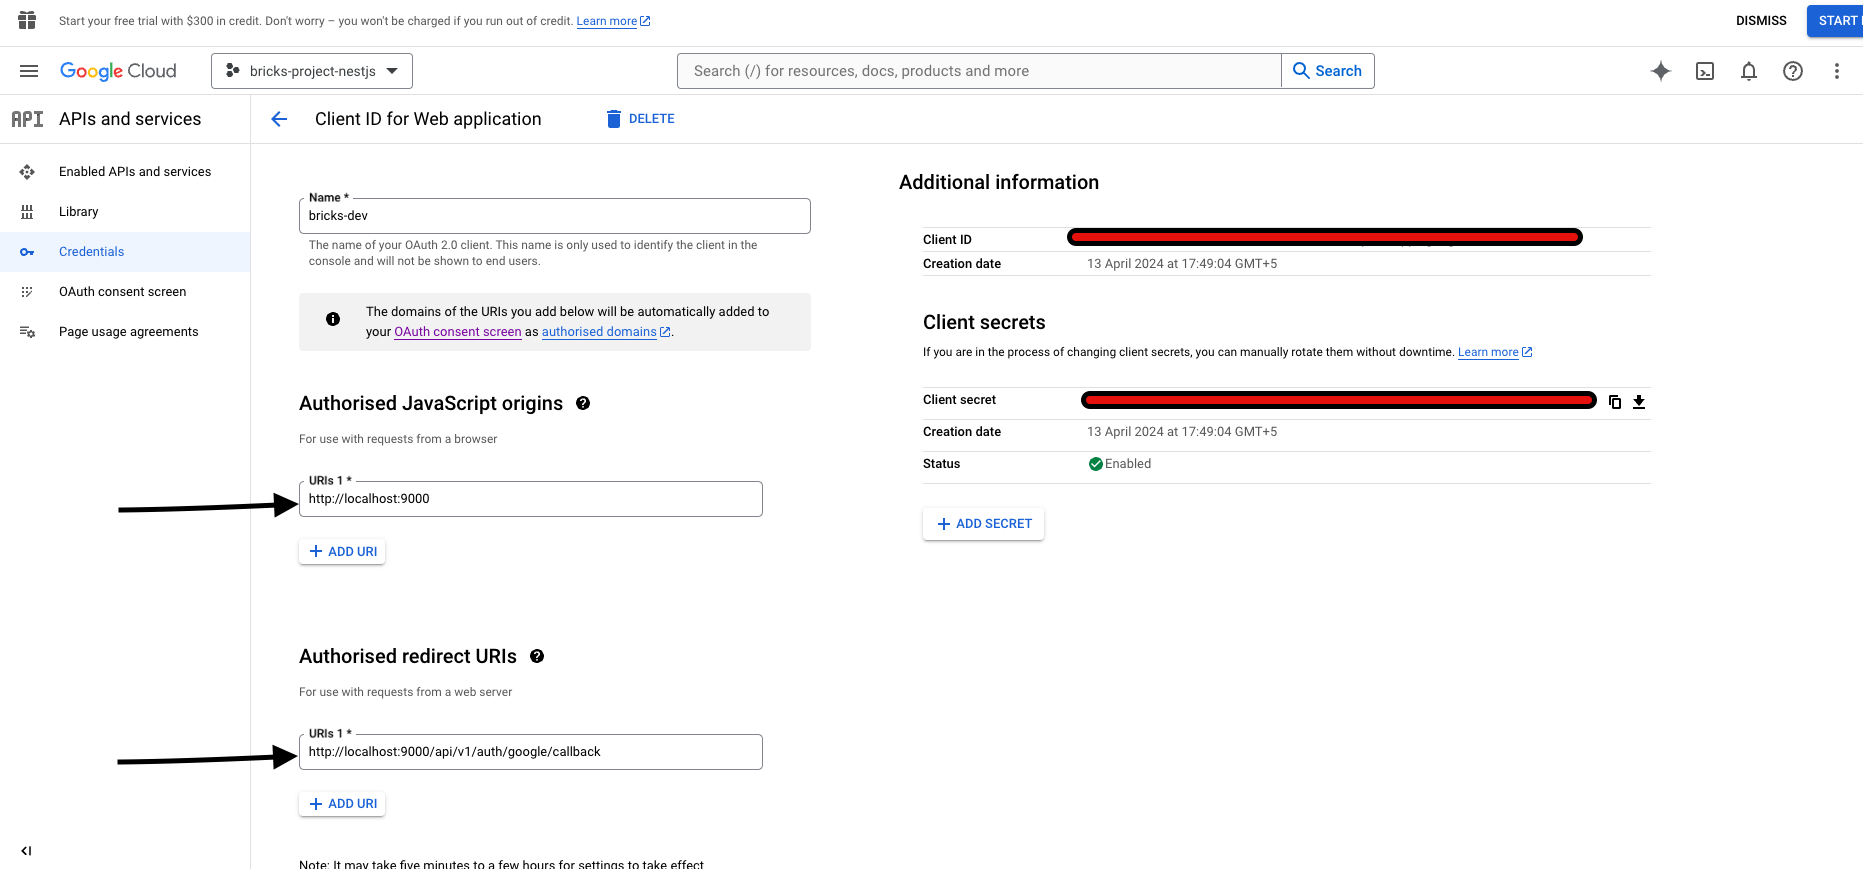 Start your free trial with $300 in credit. Don't worry – you won't be charged if you run out of credit. Learn more
DISMISS
START
Google Cloud
bricks-project-nestjs
Search (/) for resources, docs, products and more
Search
API APIs and services
Client ID for Web application
DELETE
Enabled APIs and services
Library
Credentials
OAuth consent screen
Page usage agreements
Name *
bricks-dev
The name of your OAuth 2.0 client. This name is only used to identify the client in the
console and will not be shown to end users.
The domains of the URIs you add below will be automatically added to
your OAuth consent screen as authorised domains.
Authorised JavaScript origins
For use with requests from a browser
URIs 1 *
http://localhost:9000
ADD URI
Authorised redirect URIs
For use with requests from a web server
URIs 1 *
http://localhost:9000/api/v1/auth/google/callback
ADD URI
Note: It may take five minutes to a few hours for settings to take effect
Additional information
Client ID
Creation date 13 April 2024 at 17:49:04 GMT+5
Client secrets
If you are in the process of changing client secrets, you can manually rotate them without downtime. Learn more
Client secret
Creation date 13 April 2024 at 17:49:04 GMT+5
Status Enabled
ADD SECRET